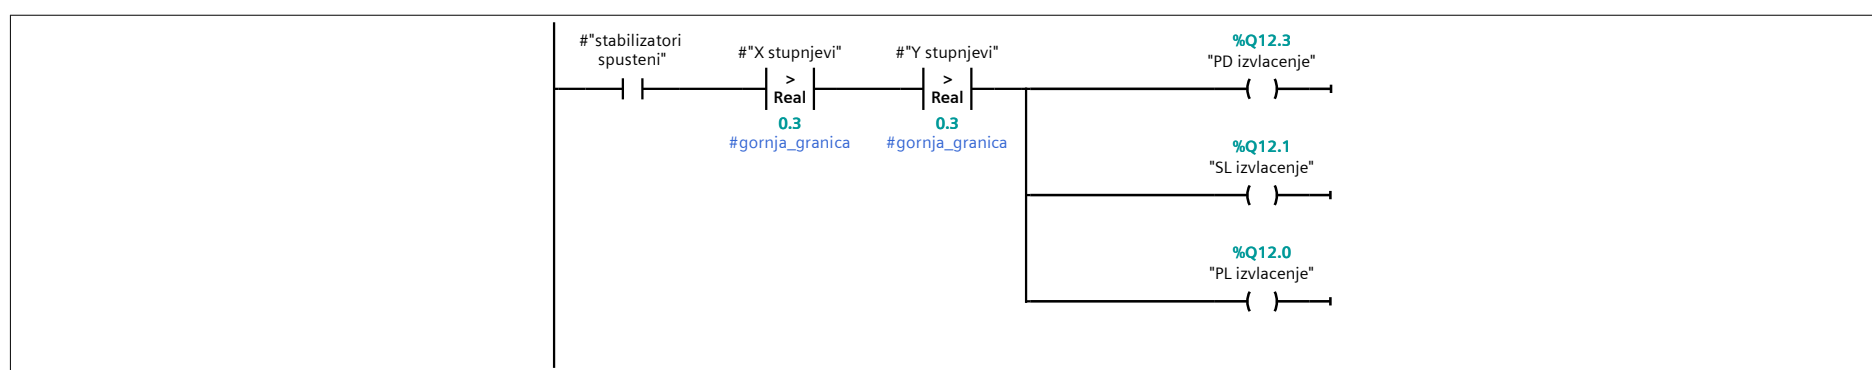 #"stabilizatori
spusteni"
#"X stupnjevi"
>
Real
0.3
#gornja_granica
#"Y stupnjevi"
>
Real
0.3
#gornja_granica
%Q12.3
"PD izvlacenje"
%Q12.1
"SL izvlacenje"
%Q12.0
"PL izvlacenje"